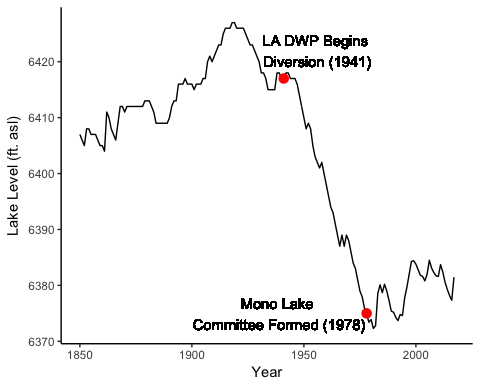 LA DWP Begins
Diversion (1941)
6420
6410
6400
6390
6380
6370
Lake Level (ft. asl)
Mono Lake
Committee Formed (1978)
1850
1900
1950
2000
Year